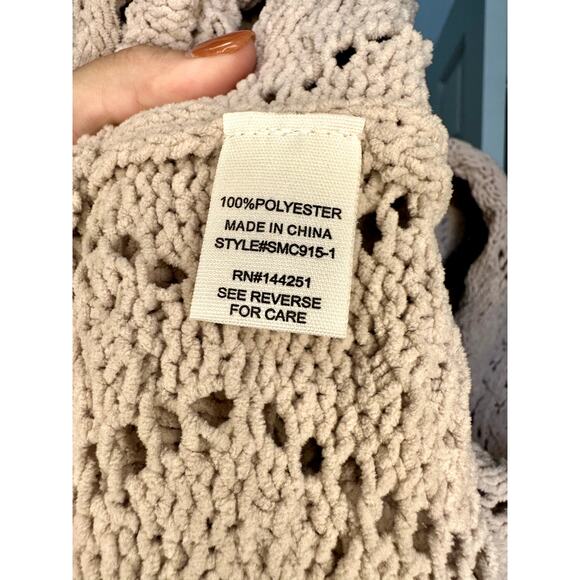 100%POLYESTER
MADE IN CHINA
STYLE#SMC915-1
RN#144251
SEE REVERSE
FOR CARE